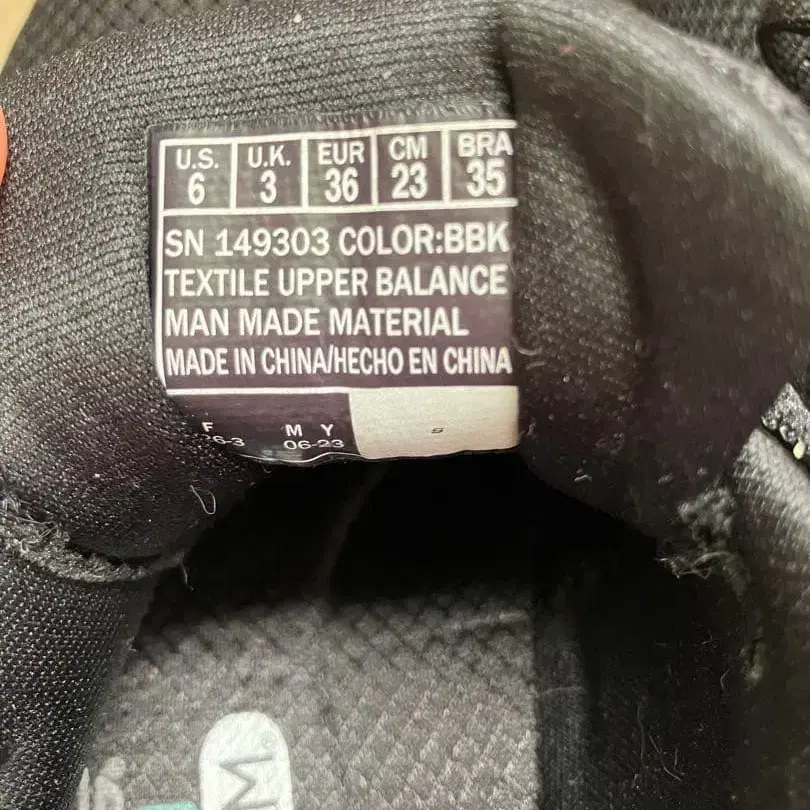 U.S. U.K. EUR CM BRA
6 3 36 23 35
SN 149303 COLOR:BBK
TEXTILE UPPER BALANCE
MAN MADE MATERIAL
MADE IN CHINA/HECHO EN CHINA
F M Y
06-23
S
M®